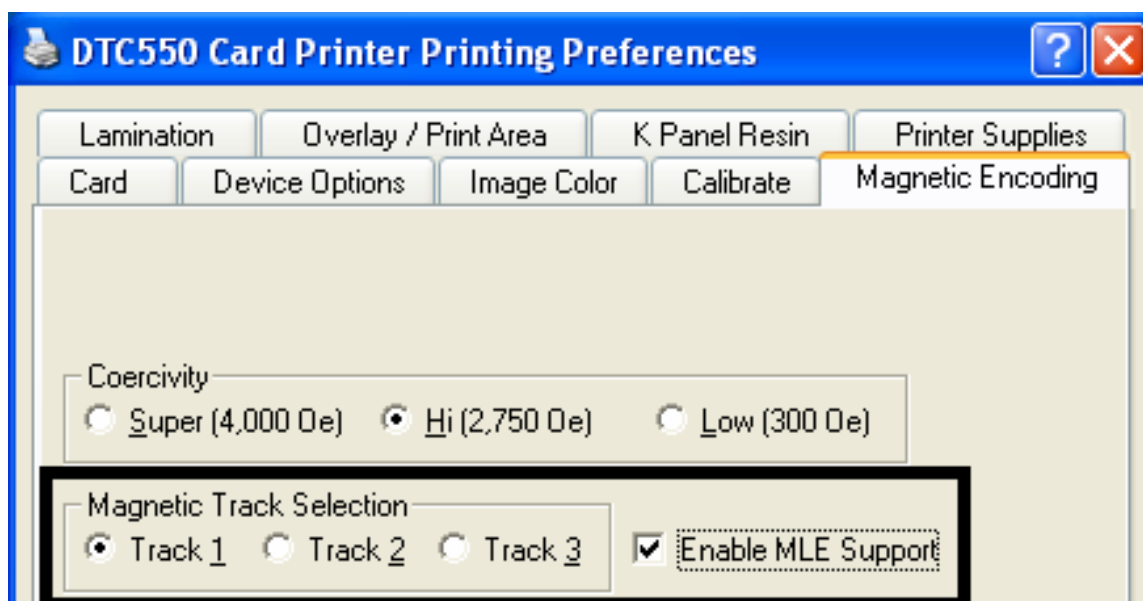 DTC550 Card Printer Printing Preferences
Lamination Overlay / Print Area K Panel Resin Printer Supplies
Card Device Options Image Color Calibrate Magnetic Encoding
Coercivity
Super (4,000 Oe) Hi (2,750 Oe) Low (300 Oe)
Magnetic Track Selection
Track 1 Track 2 Track 3 Enable MLE Support